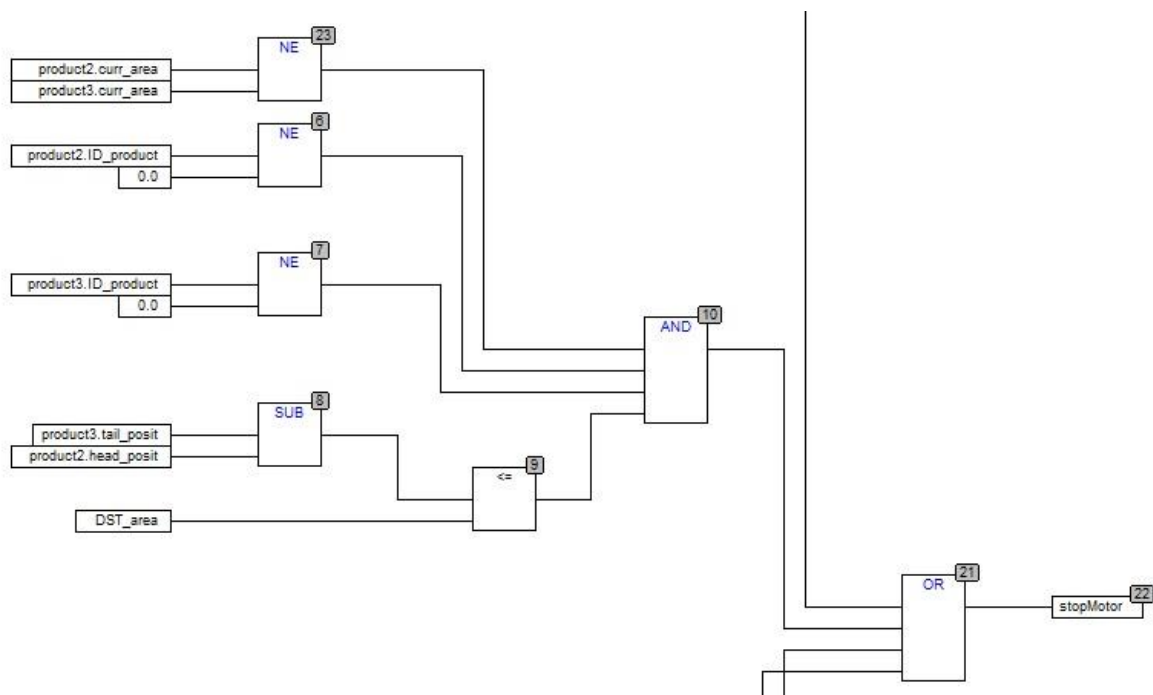 23
NE
product2.curr_area
product3.curr_area
6
NE
product2.ID_product
0.0
7
NE
product3.ID_product
0.0
10
AND
8
SUB
product3.tail_posit
product2.head_posit
9
<=
DST_area
21
OR
22
stopMotor